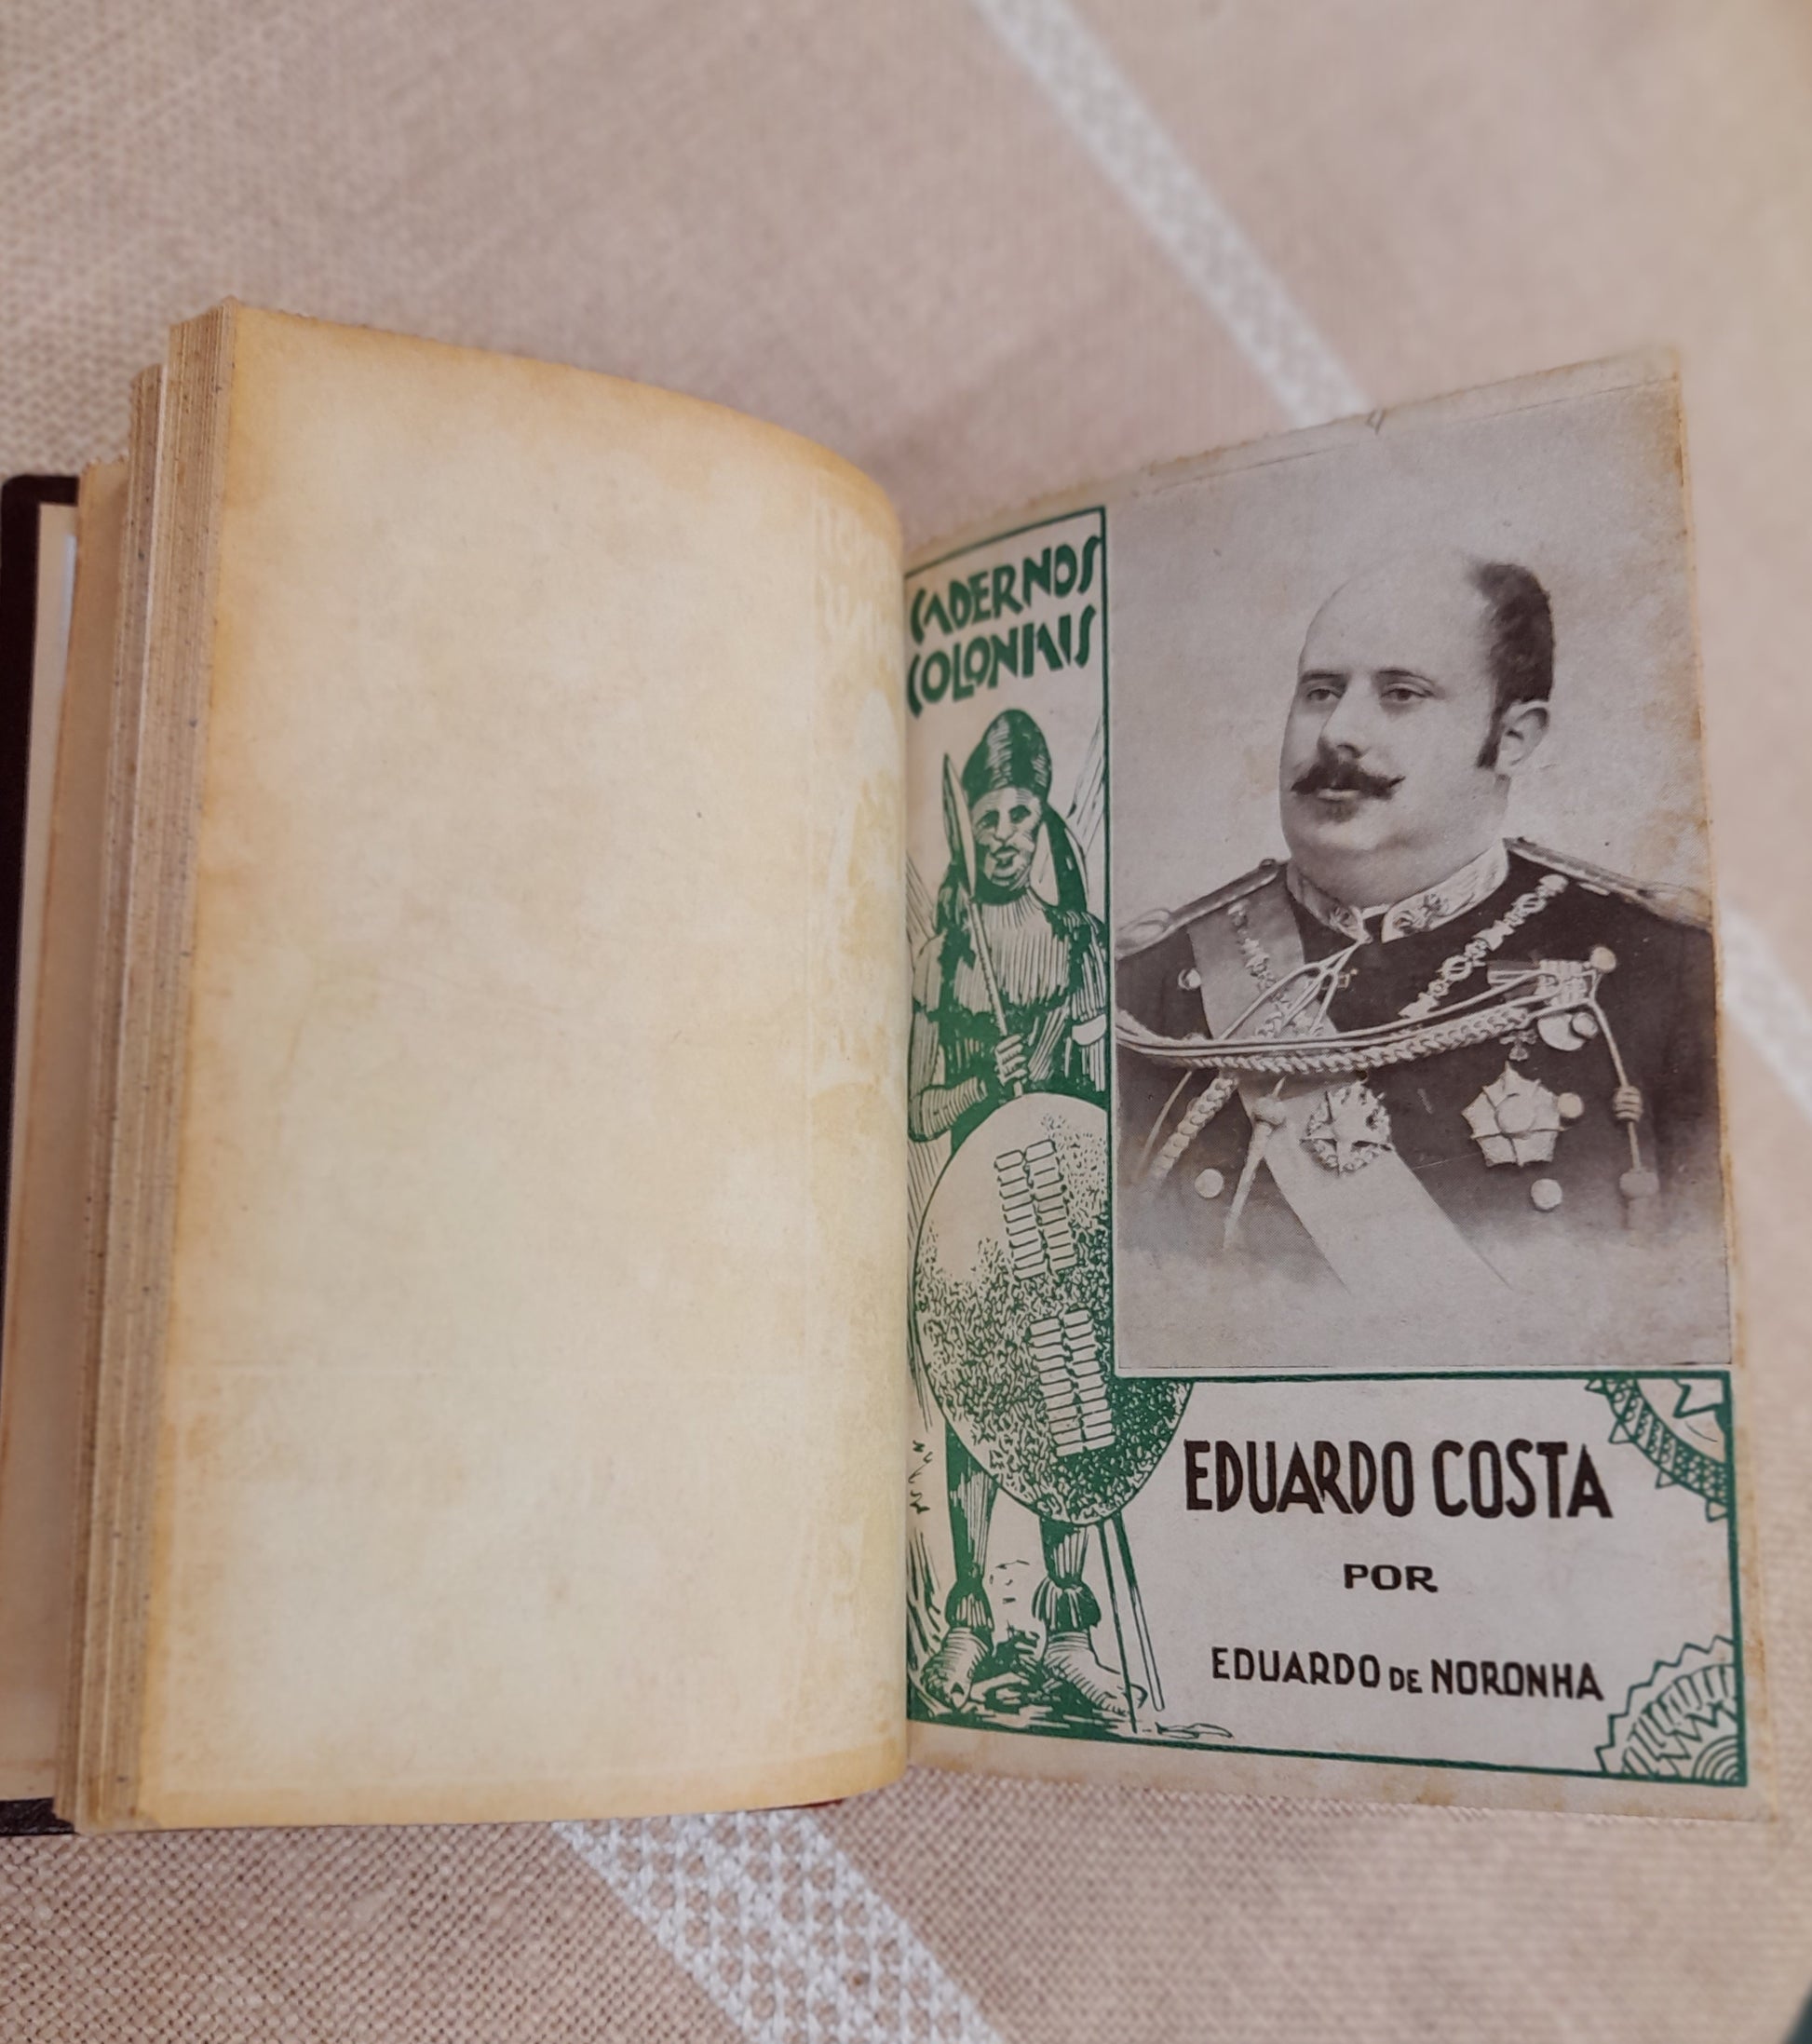 CADERNOS
COLONIAIS
EDUARDO COSTA
POR
EDUARDO DE NORONHA